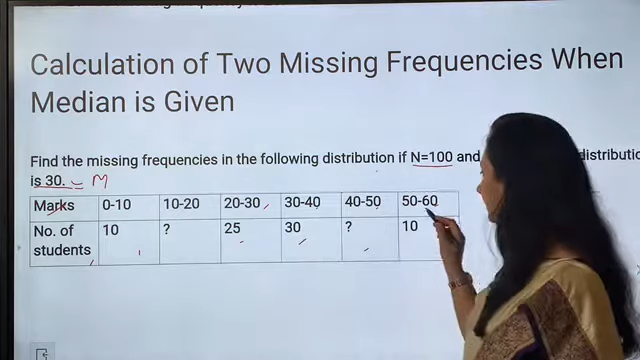 Calculation of Two Missing Frequencies When
Median is Given
Find the missing frequencies in the following distribution if N=100 and distributio
is 30. M
Marks 0-10 10-20 20-30 30-40 40-50 50-60
No. of students 10 ? 25 30 ? 10